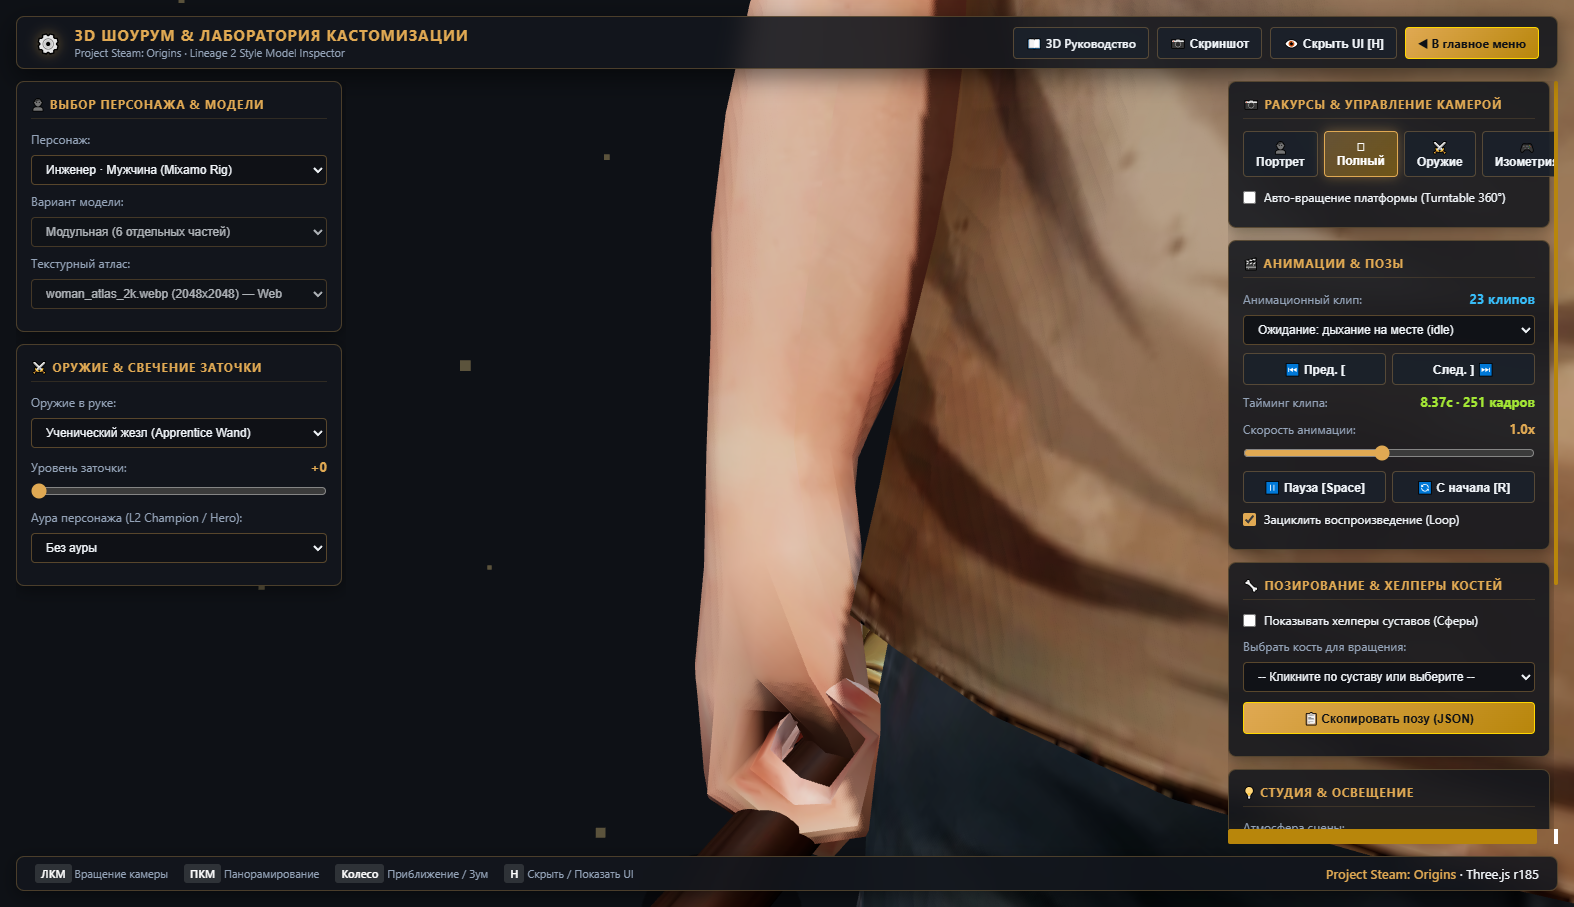 3D ШОУРУМ & ЛАБОРАТОРИЯ КАСТОМИЗАЦИИ
Project Steam: Origins · Lineage 2 Style Model Inspector
3D Руководство
Скриншот
Скрыть UI [H]
◀ В главное меню
ВЫБОР ПЕРСОНАЖА & МОДЕЛИ
Персонаж:
Инженер · Мужчина (Mixamo Rig)
Вариант модели:
Модульная (6 отдельных частей)
Текстурный атлас:
woman_atlas_2k.webp (2048x2048) — Web
ОРУЖИЕ & СВЕЧЕНИЕ ЗАТОЧКИ
Оружие в руке:
Ученический жезл (Apprentice Wand)
Уровень заточки:
+0
Аура персонажа (L2 Champion / Hero):
Без ауры
РАКУРСЫ & УПРАВЛЕНИЕ КАМЕРОЙ
Портрет
Полный
Оружие
Изометрия
Авто-вращение платформы (Turntable 360°)
АНИМАЦИИ & ПОЗЫ
Анимационный клип:
23 клипов
Ожидание: дыхание на месте (idle)
Пред. [
След. ]
Тайминг клипа:
8.37с · 251 кадров
Скорость анимации:
1.0x
Пауза [Space]
С начала [R]
Зациклить воспроизведение (Loop)
ПОЗИРОВАНИЕ & ХЕЛПЕРЫ КОСТЕЙ
Показывать хелперы суставов (Сферы)
Выбрать кость для вращения:
-- Кликните по суставу или выберите --
Скопировать позу (JSON)
СТУДИЯ & ОСВЕЩЕНИЕ
Атмосфера сцены:
ЛКМ Вращение камеры
ПКМ Панорамирование
Колесо Приближение / Зум
H Скрыть / Показать UI
Project Steam: Origins · Three.js r185